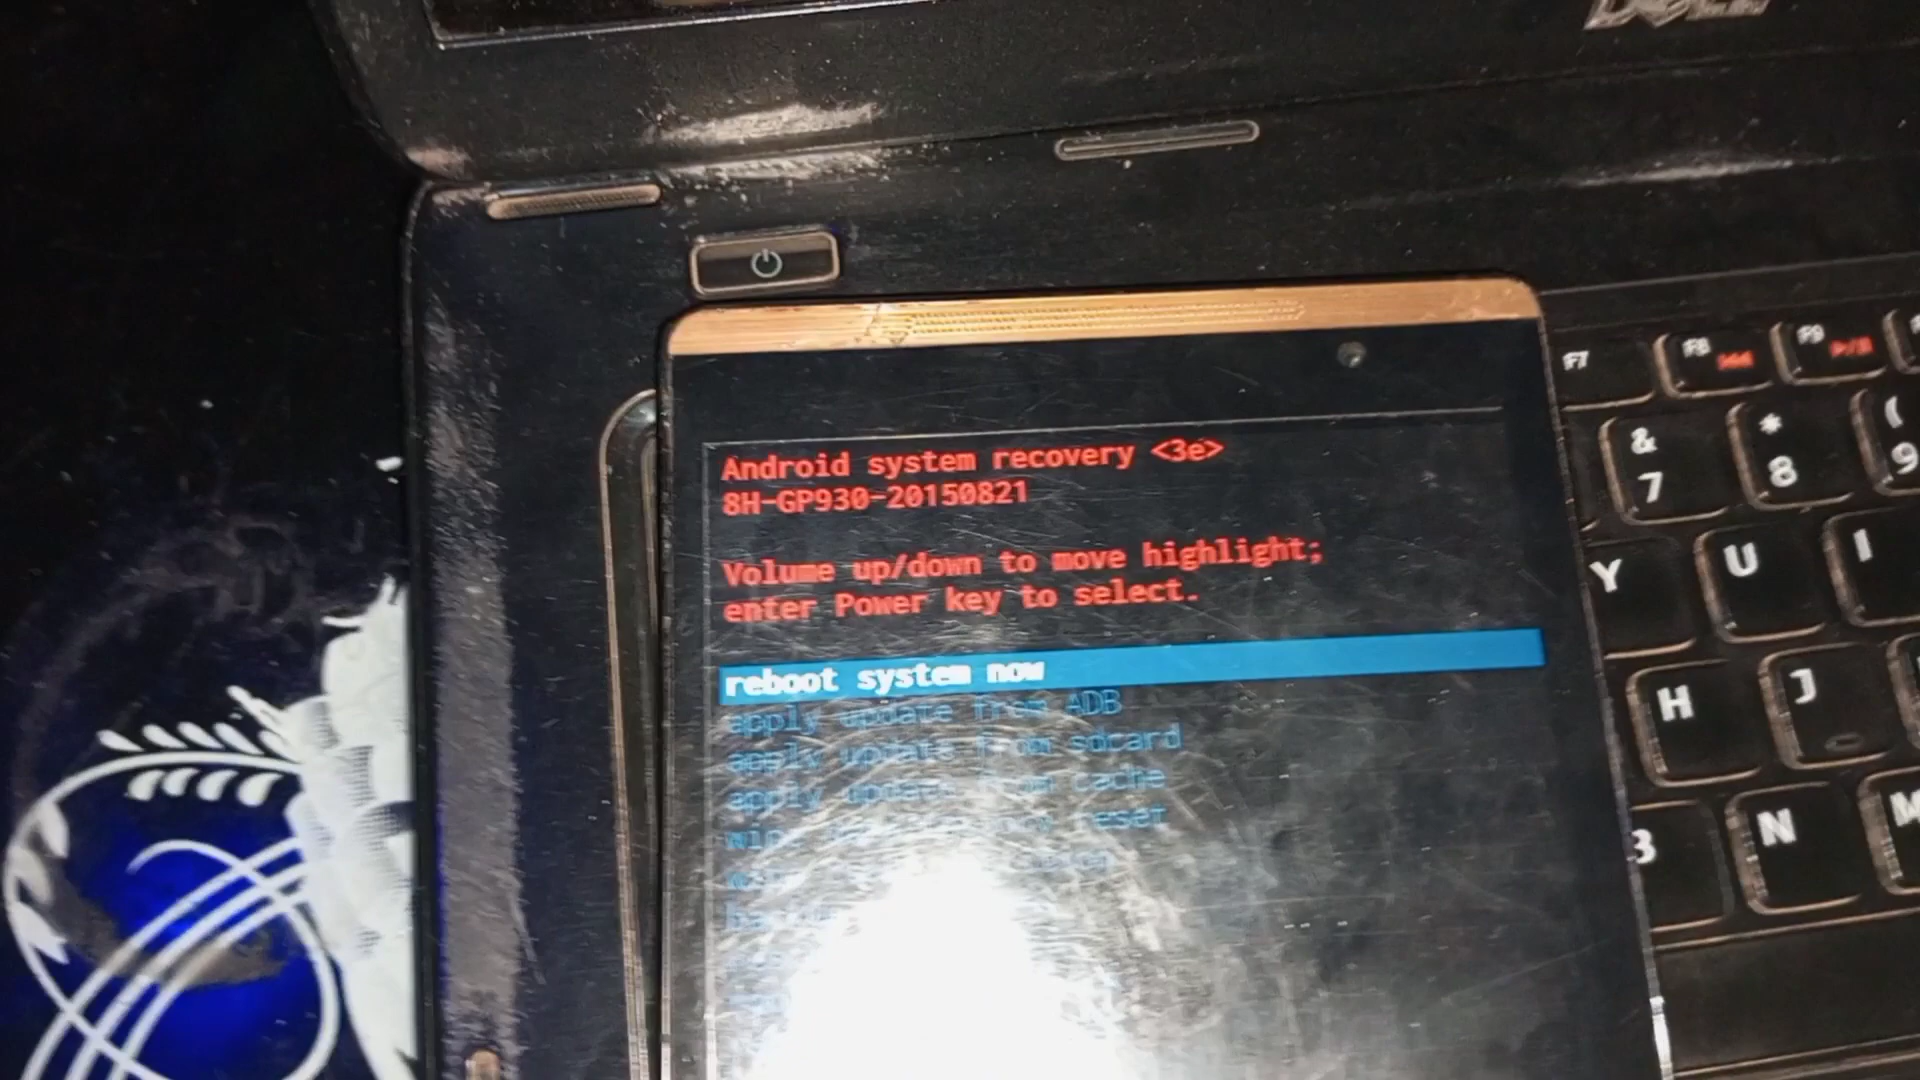 DELL
Android system recovery <3e>
8H-GP930-20150821
Volume up/down to move highlight;
enter Power key to select.
reboot system now
apply update from ADB
apply update from sdcard
apply update from cache
reset
F7
F8
F9
&
7
*
8
(
9
Y
U
I
H
J
N
M